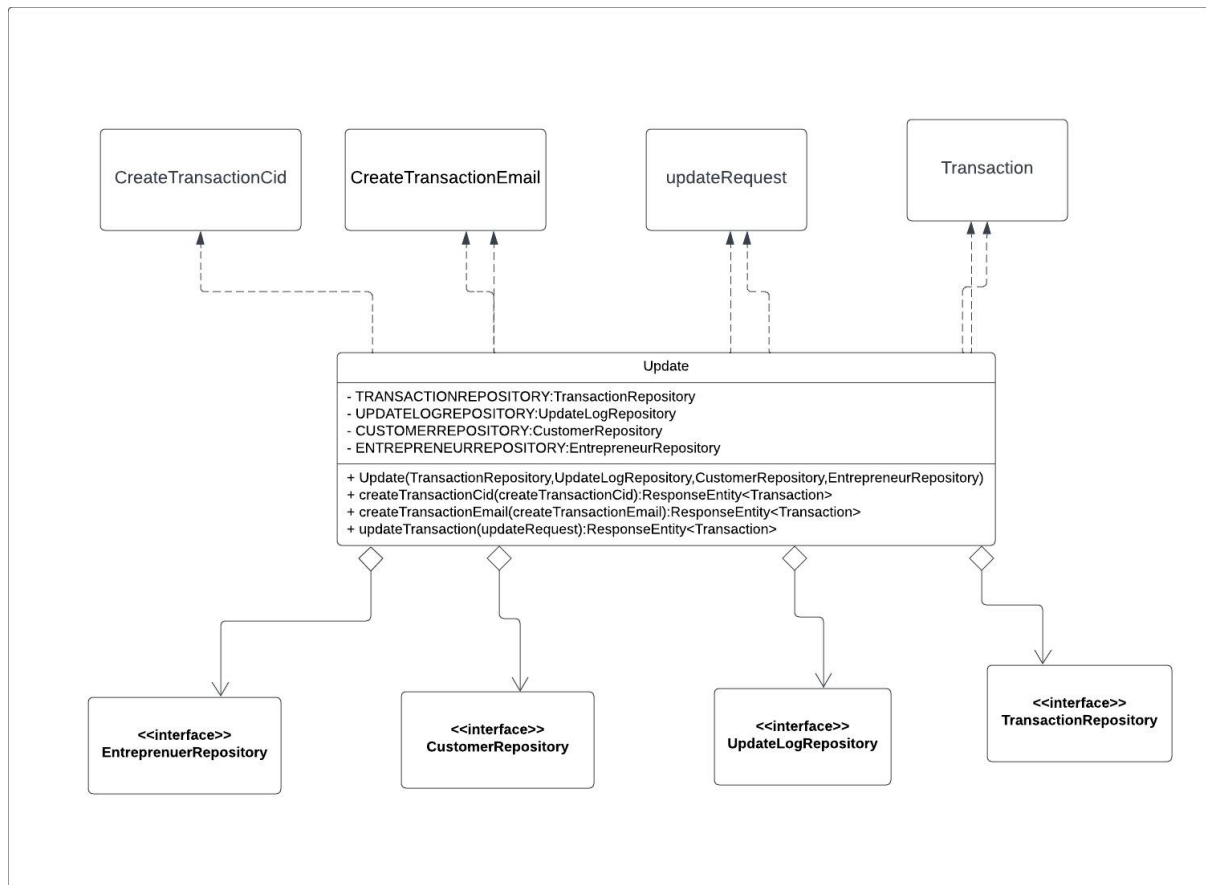 CreateTransactionCid
CreateTransactionEmail
updateRequest
Transaction
Update
- TRANSACTIONREPOSITORY:TransactionRepository
- UPDATELOGREPOSITORY:UpdateLogRepository
- CUSTOMERREPOSITORY:CustomerRepository
- ENTREPRENEURREPOSITORY:EntrepreneurRepository
+ Update(TransactionRepository,UpdateLogRepository,CustomerRepository,EntrepreneurRepository)
+ createTransactionCid(createTransactionCid):ResponseEntity<Transaction>
+ createTransactionEmail(createTransactionEmail):ResponseEntity<Transaction>
+ updateTransaction(updateRequest):ResponseEntity<Transaction>
<<interface>>
EntreprenuerRepository
<<interface>>
CustomerRepository
<<interface>>
UpdateLogRepository
<<interface>>
TransactionRepository